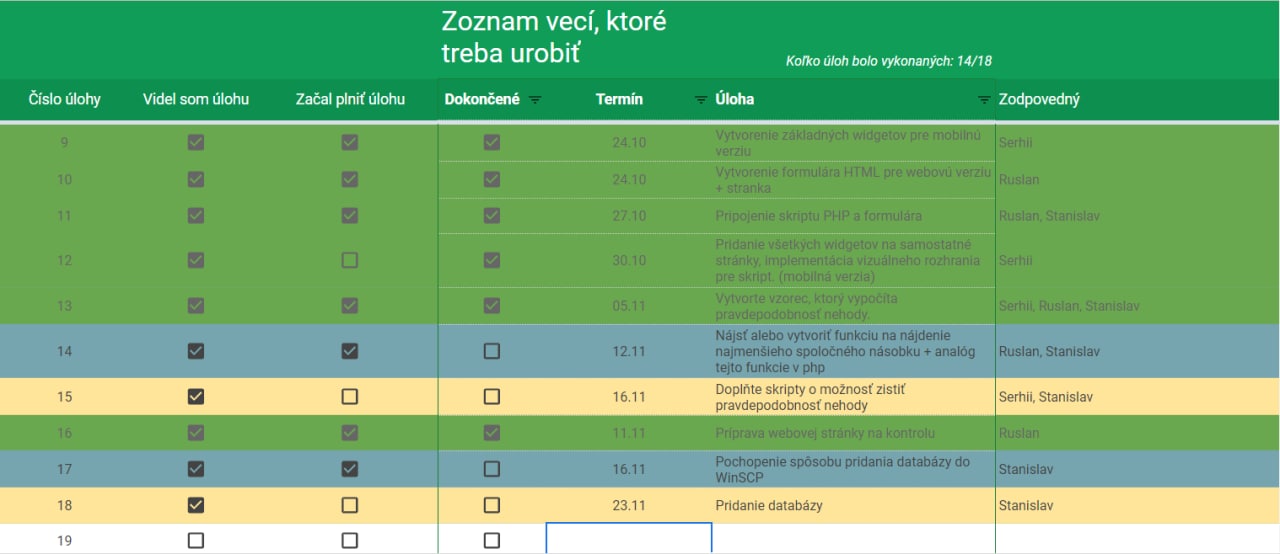 Zoznam vecí, ktoré
treba urobiť
Koľko úloh bolo vykonaných: 14/18
Číslo úlohy Videl som úlohu Začal plniť úlohu Dokončené Termín Úloha Zodpovedný
9 24.10 Vytvorenie základných widgetov pre mobilnú
verziu Serhii
10 24.10 Vytvorenie formulára HTML pre webovú verziu
+ stranka Ruslan
11 27.10 Pripojenie skriptu PHP a formulára Ruslan, Stanislav
12 30.10 Pridanie všetkých widgetov na samostatné
stránky, implementácia vizuálneho rozhrania
pre skript. (mobilná verzia) Serhii
13 05.11 Vytvorte vzorec, ktorý vypočíta
pravdepodobnosť nehody. Serhii, Ruslan, Stanislav
14 12.11 Nájsť alebo vytvoriť funkciu na nájdenie
najmenšieho spoločného násobku + analóg
tejto funkcie v php Ruslan, Stanislav
15 16.11 Doplňte skripty o možnosť zistiť
pravdepodobnosť nehody Serhii, Stanislav
16 11.11 Príprava webovej stránky na kontrolu Ruslan
17 16.11 Pochopenie spôsobu pridania databázy do
WinSCP Stanislav
18 23.11 Pridanie databázy Stanislav
19